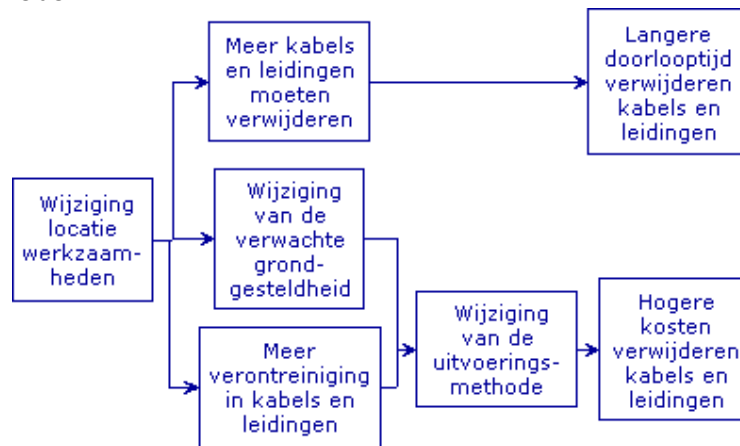 Meer kabels
en leidingen
moeten
verwijderen
Langere
doorlooptijd
verwijderen
kabels en
leidingen
Wijziging
locatie
werkzaam-
heden
Wijziging
van de
verwachte
grond-
gesteldheid
Meer
verontreiniging
in kabels en
leidingen
Wijziging
van de
uitvoerings-
methode
Hogere
kosten
verwijderen
kabels en
leidingen